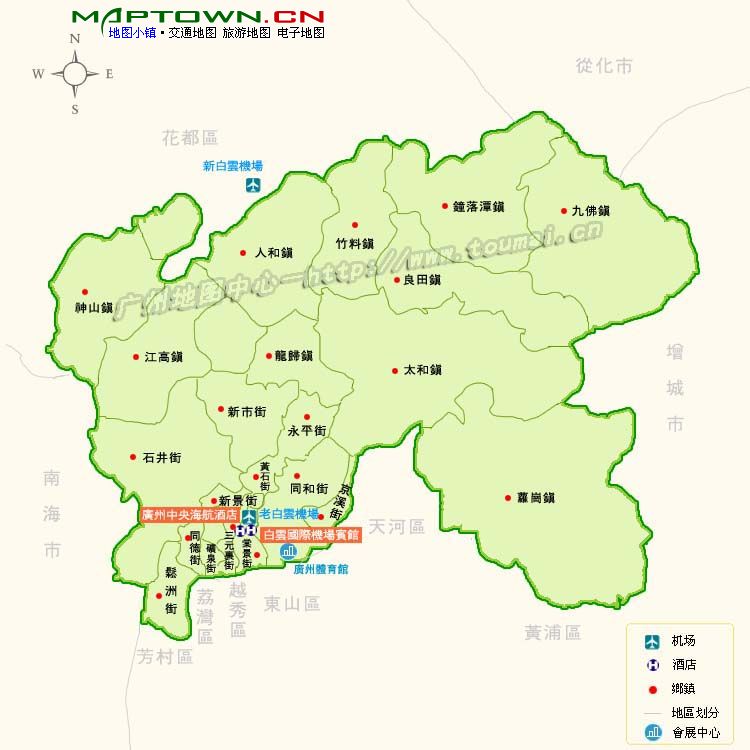 MAPTOWN.CN
地图小镇·交通地图 旅游地图 电子地图
N
W
E
S
從化市
花都區
新白雲機場
鐘落潭鎮
九佛鎮
竹料鎮
人和鎮
良田鎮
广州地图中心-http://www.toumai.cn
神山鎮
江高鎮
龍歸鎮
太和鎮
增城市
新市街
永平街
石井街
黃石街
同和街
京溪街
南海市
蘿崗鎮
新景街
廣州中央海航酒店
老白雲機場
天河區
白雲國際機場賓館
同德街
礦泉街
三元裏街
棠景街
廣州體育館
鬆洲街
荔灣區
越秀區
東山區
黃浦區
芳村區
机场
酒店
鄉鎮
地區划分
會展中心